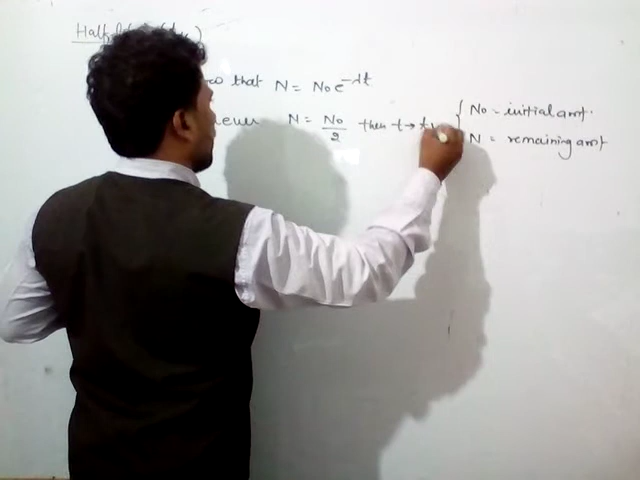 Half
that N = N₀e^-λt
N = N₀/2 then t →
N₀ - initial amt.
N = remaining amt